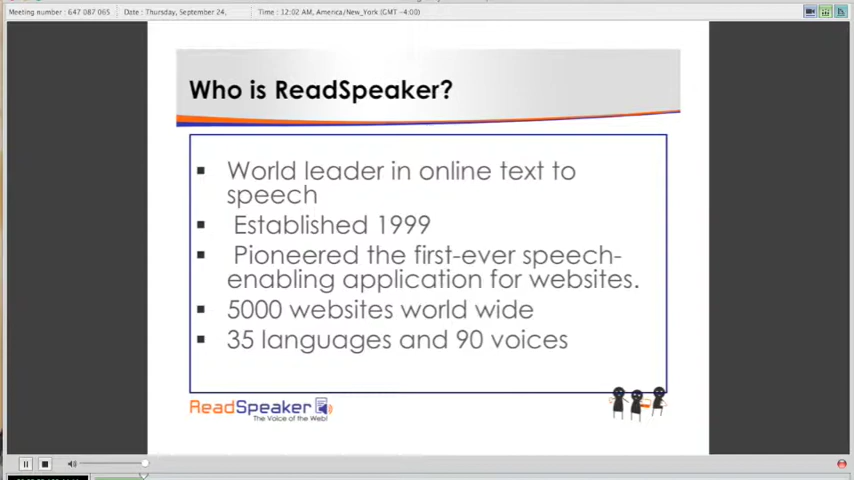 Meeting number : 647 087 065 Date : Thursday, September 24, Time : 12:02 AM, America/New_York (GMT -4:00)
Who is ReadSpeaker?
▪ World leader in online text to
speech
▪ Established 1999
▪ Pioneered the first-ever speech-
enabling application for websites.
▪ 5000 websites world wide
▪ 35 languages and 90 voices
ReadSpeaker
The Voice of the Web!